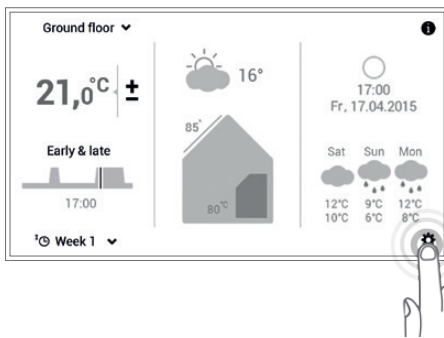 Ground floor
i
21,0°C ±
16°
17:00
Fr, 17.04.2015
85°
80°C
Early & late
17:00
Sat Sun Mon
12°C 9°C 12°C
10°C 6°C 8°C
Week 1